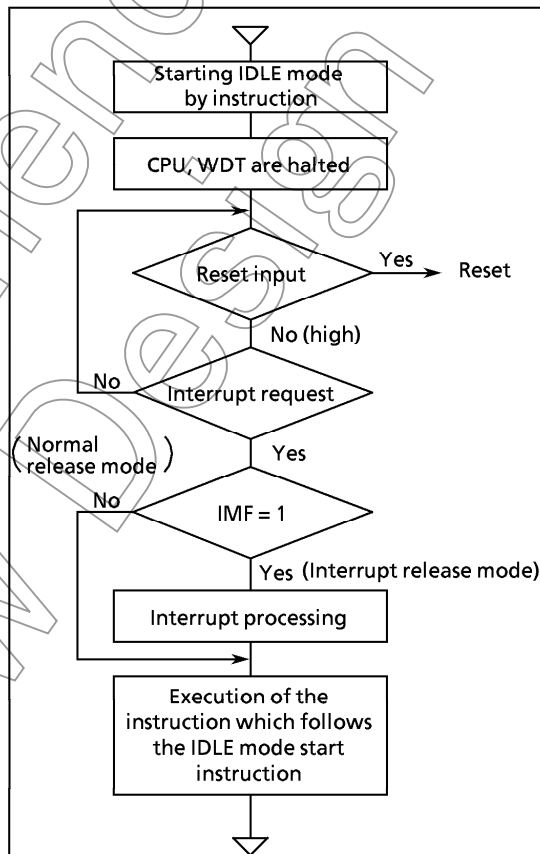 Starting IDLE mode
by instruction
CPU, WDT are halted
Reset input
Yes
Reset
No (high)
No
Interrupt request
Yes
(Normal
release mode)
No
IMF = 1
Yes (Interrupt release mode)
Interrupt processing
Execution of the
instruction which follows
the IDLE mode start
instruction
Design